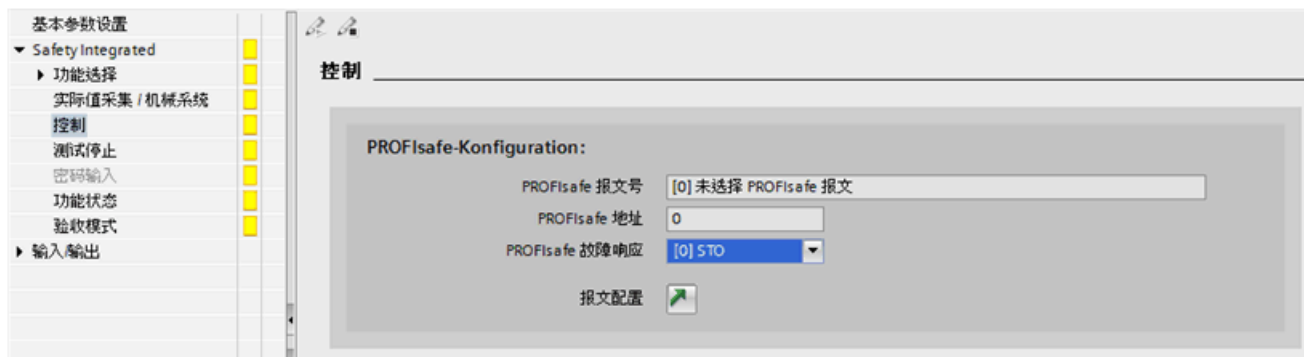 基本参数设置
Safety Integrated
功能选择
实际值采集 / 机械系统
控制
测试停止
密码输入
功能状态
验收模式
输入/输出
控制
PROFIsafe-Konfiguration:
PROFIsafe 报文号 [0] 未选择 PROFIsafe 报文
PROFIsafe 地址 0
PROFIsafe 故障响应 [0] STO
报文配置